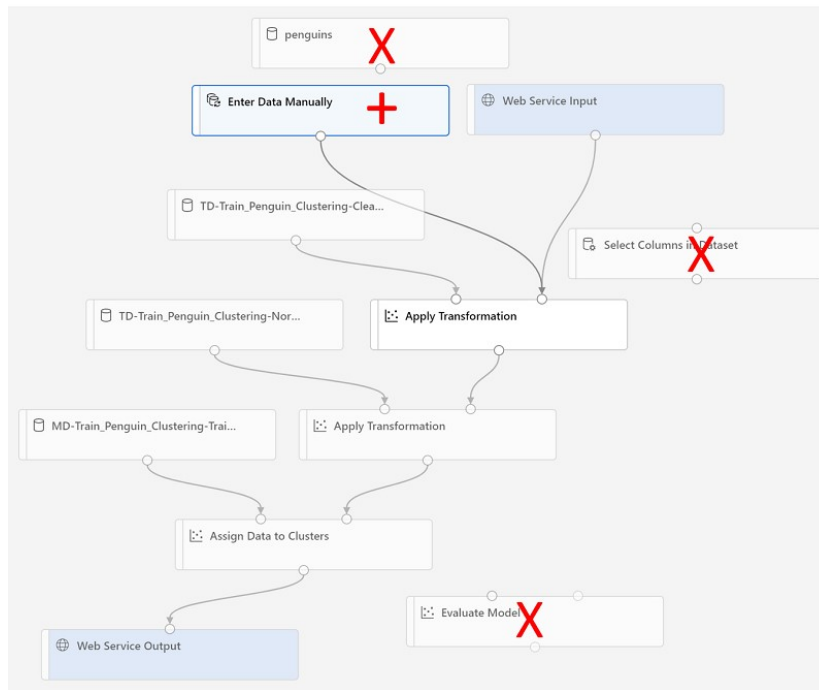 penguins
X
Enter Data Manually
+
Web Service Input
TD-Train_Penguin_Clustering-Clea...
Select Columns in Dataset
X
TD-Train_Penguin_Clustering-Nor...
Apply Transformation
MD-Train_Penguin_Clustering-Trai...
Apply Transformation
Assign Data to Clusters
Evaluate Model
X
Web Service Output